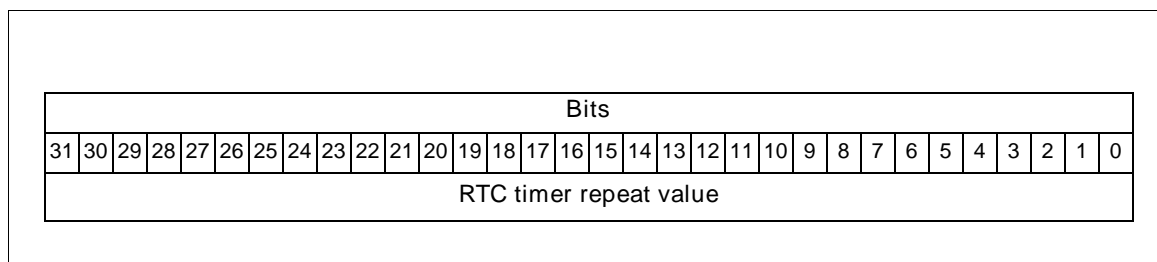 Bits
31 30 29 28 27 26 25 24 23 22 21 20 19 18 17 16 15 14 13 12 11 10 9 8 7 6 5 4 3 2 1 0
RTC timer repeat value